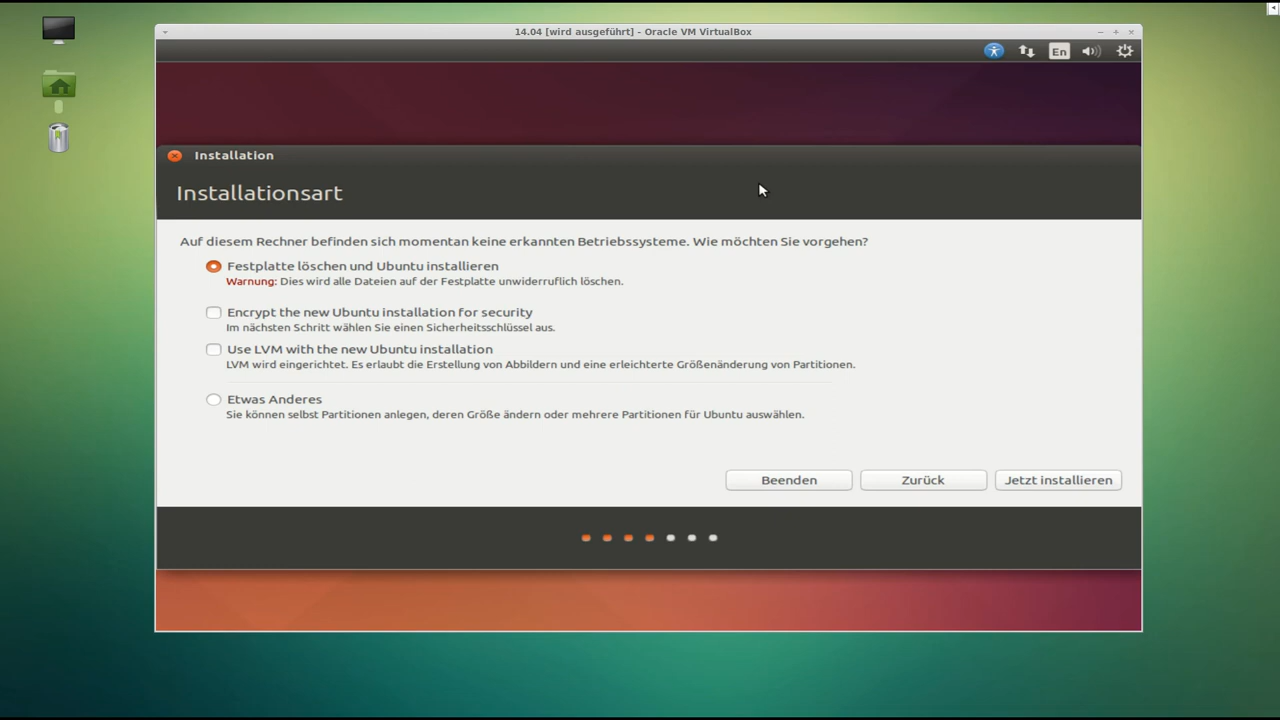 14.04 [wird ausgeführt] - Oracle VM VirtualBox
En
Installation
Installationsart
Auf diesem Rechner befinden sich momentan keine erkannten Betriebssysteme. Wie möchten Sie vorgehen?
Festplatte löschen und Ubuntu installieren
Warnung: Dies wird alle Dateien auf der Festplatte unwiderruflich löschen.
Encrypt the new Ubuntu installation for security
Im nächsten Schritt wählen Sie einen Sicherheitsschlüssel aus.
Use LVM with the new Ubuntu installation
LVM wird eingerichtet. Es erlaubt die Erstellung von Abbildern und eine erleichterte Größenänderung von Partitionen.
Etwas Anderes
Sie können selbst Partitionen anlegen, deren Größe ändern oder mehrere Partitionen für Ubuntu auswählen.
Beenden Zurück Jetzt installieren